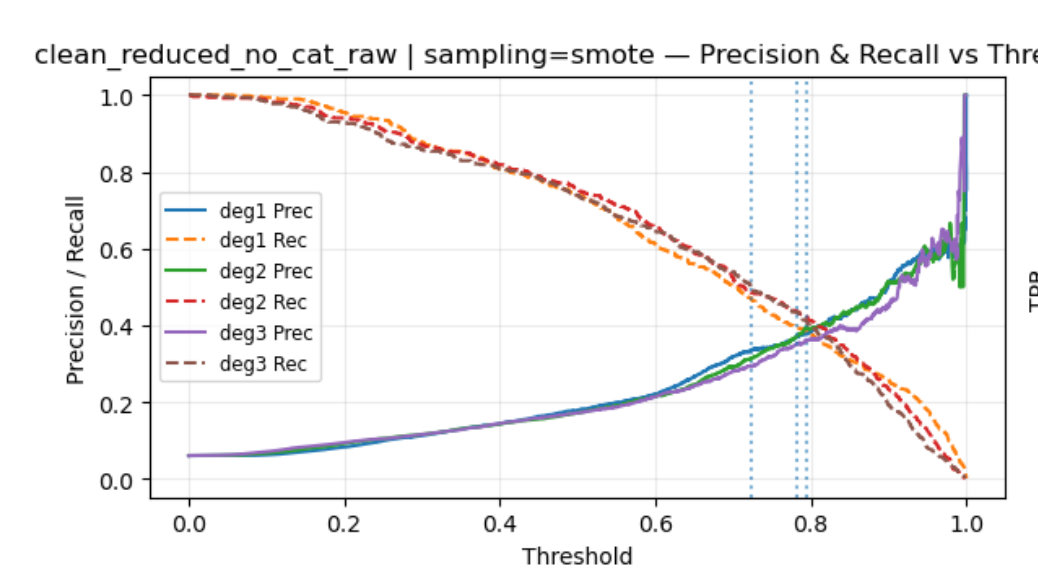 clean_reduced_no_cat_raw | sampling=smote — Precision & Recall vs Thre
1.0
0.8
0.6
0.4
0.2
0.0
Precision / Recall
deg1 Prec
deg1 Rec
deg2 Prec
deg2 Rec
deg3 Prec
deg3 Rec
0.0 0.2 0.4 0.6 0.8 1.0
Threshold